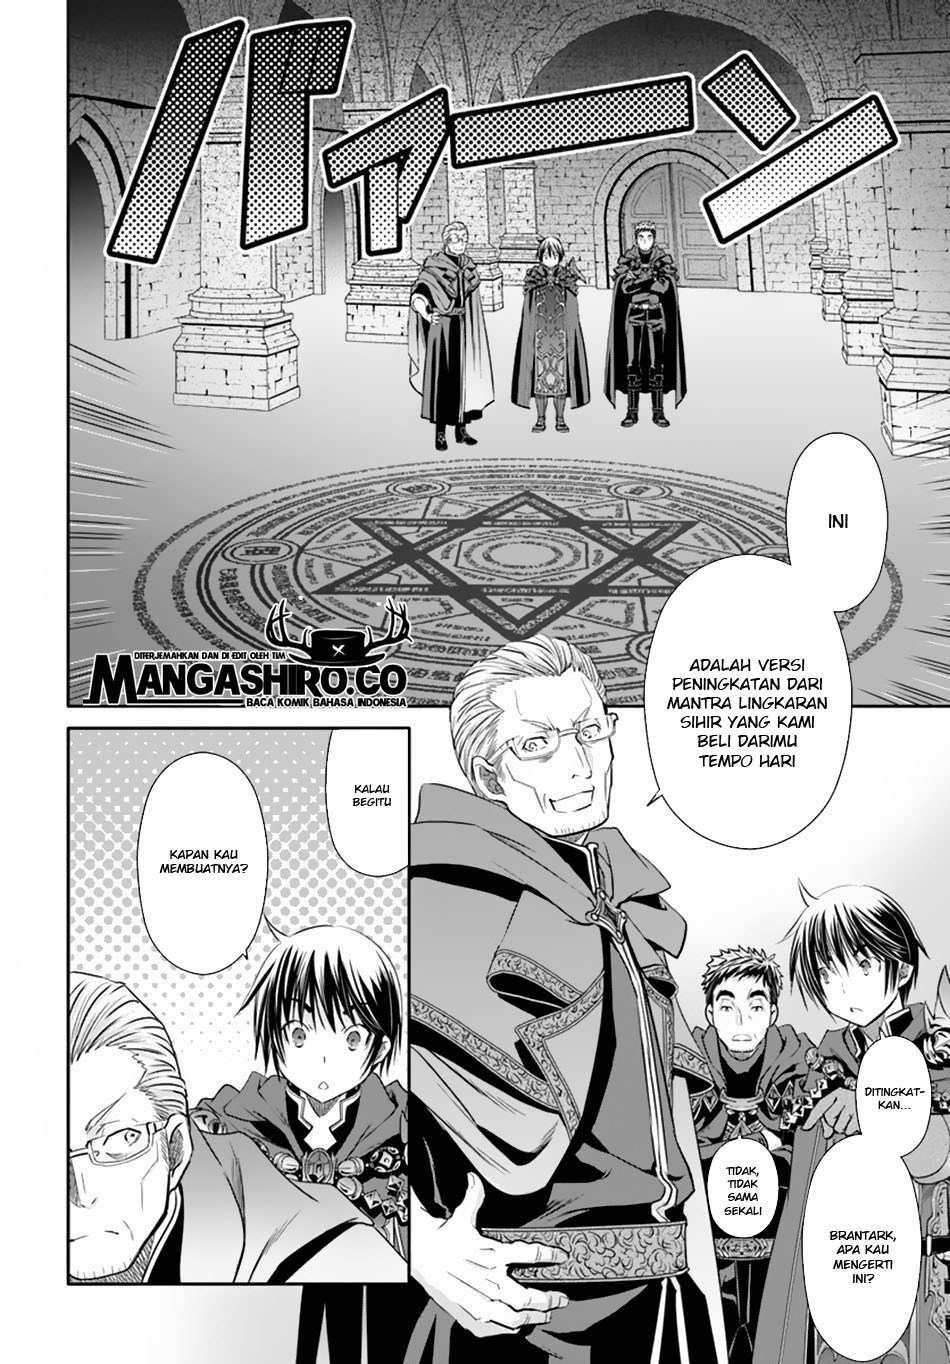 バァーン
INI
ADALAH VERSI
PENINGKATAN DARI
MANTRA LINGKARAN
SIHIR YANG KAMI
BELI DARIMU
TEMPO HARI
DITERJEMAHKAN DAN DI EDIT OLEH TIM
MANGASHIRO.CO
BACA KOMIK BAHASA INDONESIA
DITINGKAT-
KAN...
BRANTARK,
APA KAU
MENGERTI
INI?
TIDAK,
TIDAK
SAMA
SEKALI
KALAU
BEGITU
KAPAN KAU
MEMBUATNYA?